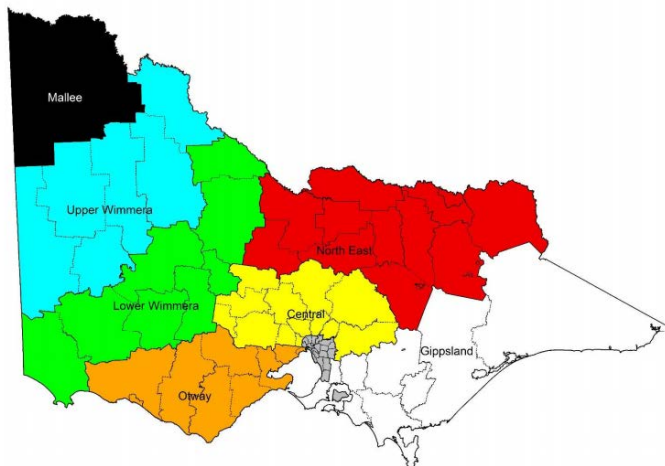 Mallee
Upper Wimmera
North East
Lower Wimmera
Central
Gippsland
Otway